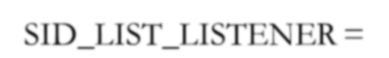 SID_LIST_LISTENER =